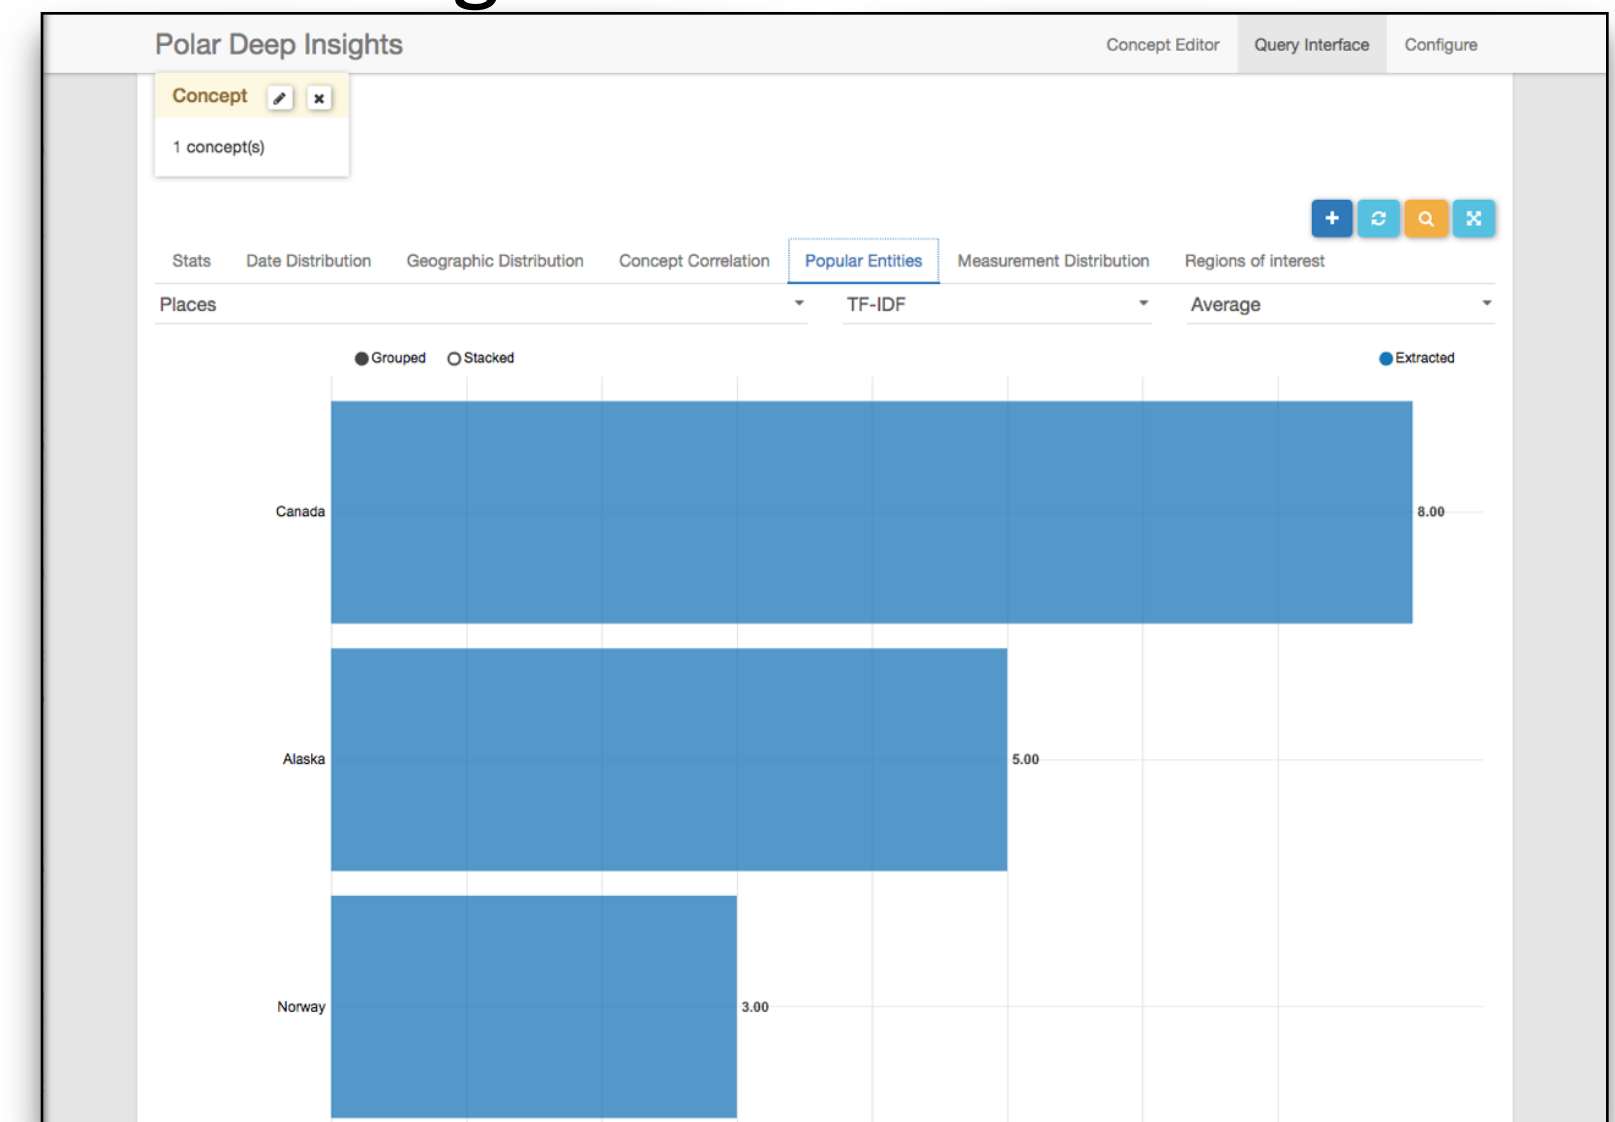 Polar Deep Insights Concept Editor Query Interface Configure
Concept
1 concept(s)
Stats Date Distribution Geographic Distribution Concept Correlation Popular Entities Measurement Distribution Regions of interest
Places TF-IDF Average
Grouped Stacked Extracted
Canada 8.00
Alaska 5.00
Norway 3.00